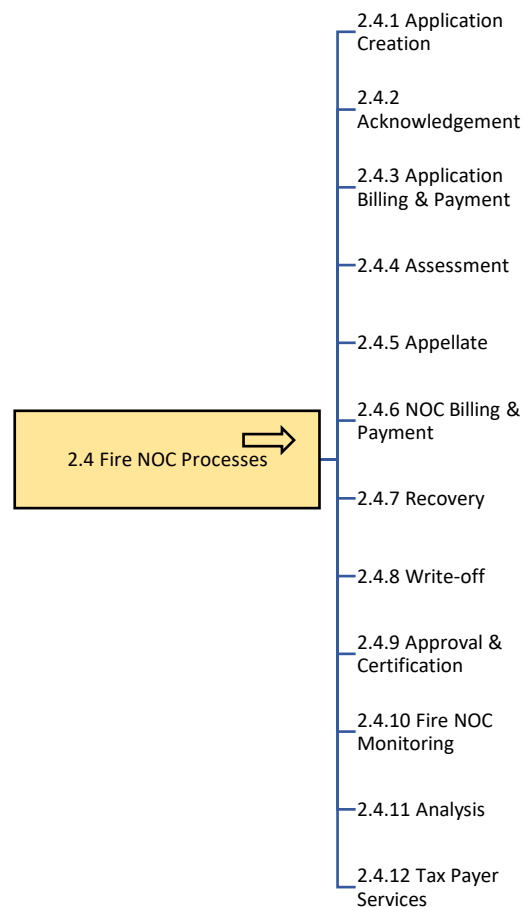 2.4.1 Application
Creation
2.4.2
Acknowledgement
2.4.3 Application
Billing & Payment
2.4.4 Assessment
2.4.5 Appellate
2.4.6 NOC Billing &
Payment
2.4 Fire NOC Processes
2.4.7 Recovery
2.4.8 Write-off
2.4.9 Approval &
Certification
2.4.10 Fire NOC
Monitoring
2.4.11 Analysis
2.4.12 Tax Payer
Services